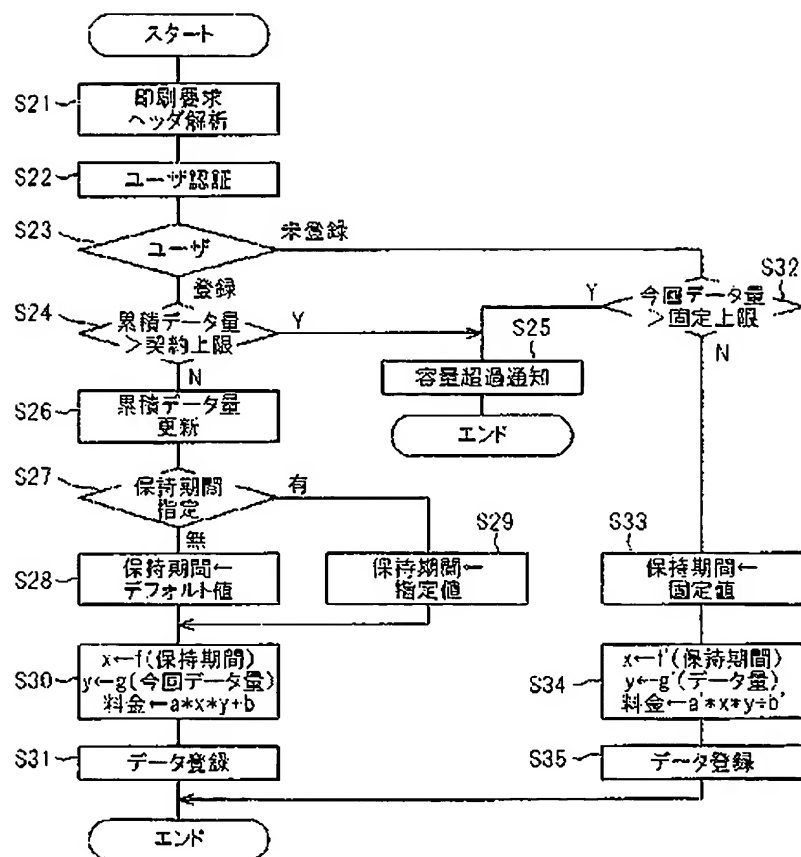 スタート
S21
印刷要求
ヘッダ解析
S22
ユーザ認証
S23
ユーザ
未登録
登録
S24
累積データ量
>契約上限
Y
N
S32
今回データ量
>固定上限
Y
N
S25
容量超過通知
エンド
S26
累積データ量
更新
S27
保持期間
指定
有
無
S28
保持期間←
デフォルト値
S29
保持期間←
指定値
S33
保持期間←
固定値
S30
x←f(保持期間)
y←g(今回データ量)
料金←a*x*y+b
S34
x←f'(保持期間)
y←g'(データ量)
料金←a'*x*y+b'
S31
データ登録
S35
データ登録
エンド